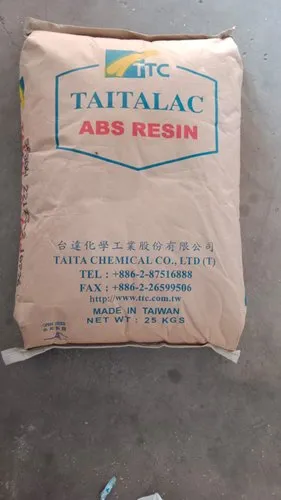 TTC
TAITALAC
ABS RESIN
台達化學工業股份有限公司
TAITA CHEMICAL CO., LTD (T)
TEL : +886-2-87516888
FAX : +886-2-26599506
http://www.ttc.com.tw
MADE IN TAIWAN
NET WT : 25 KGS